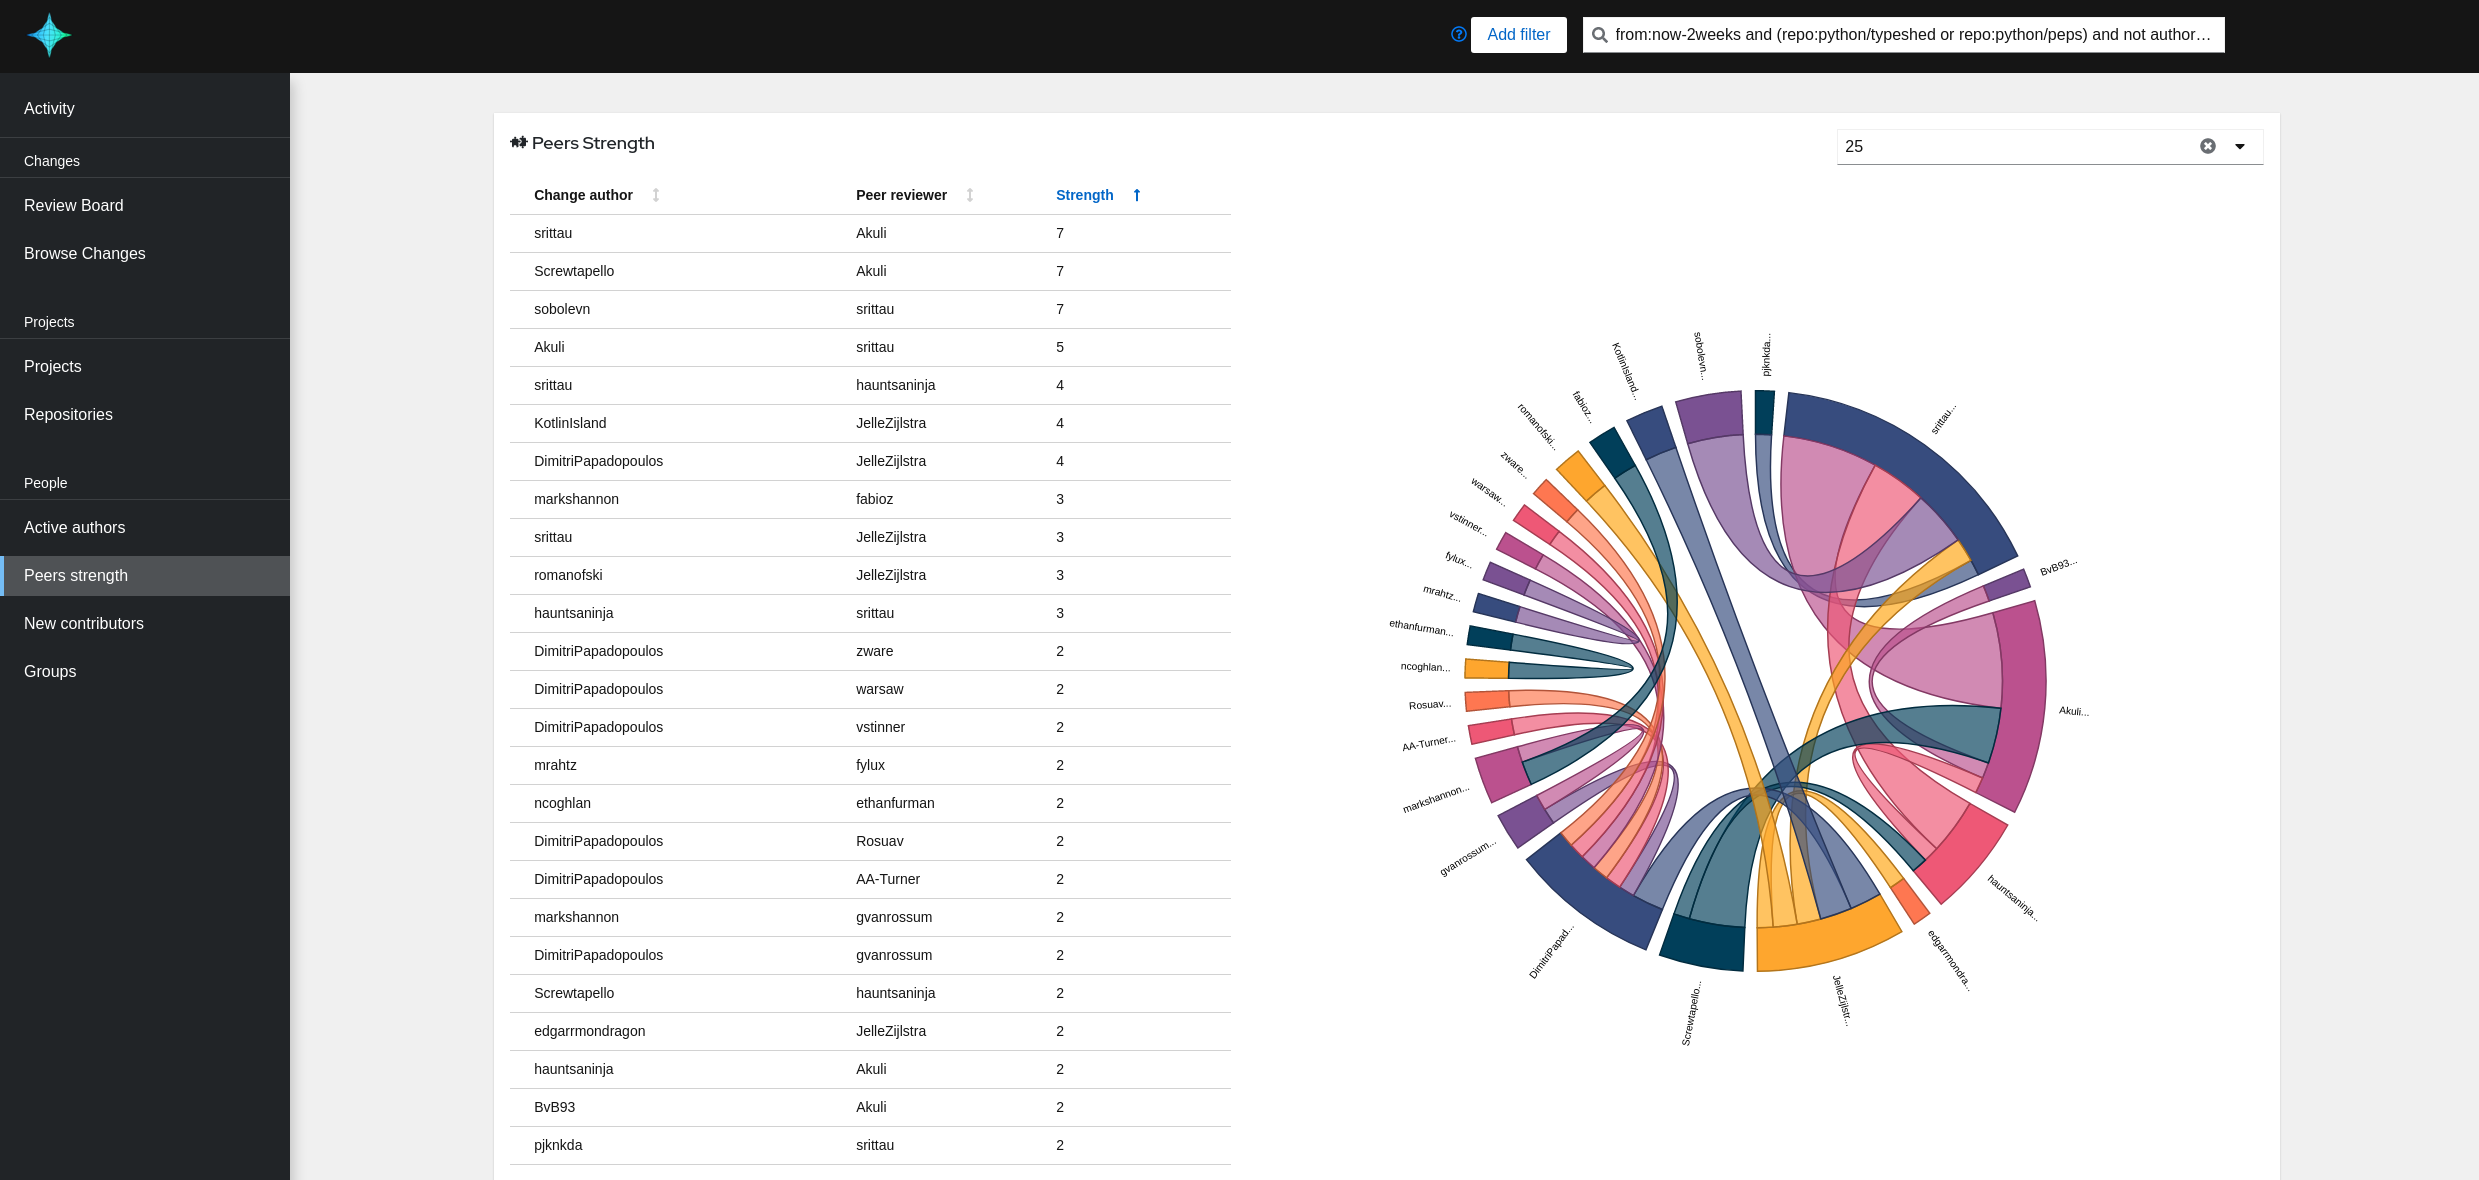 Add filter
from:now-2weeks and (repo:python/typeshed or repo:python/peps) and not author…
Activity
Changes
Review Board
Browse Changes
Projects
Projects
Repositories
People
Active authors
Peers strength
New contributors
Groups
Peers Strength
25
Change author Peer reviewer Strength
srittau Akuli 7
Screwtapello Akuli 7
sobolevn srittau 7
Akuli srittau 5
srittau hauntsaninja 4
KotlinIsland JelleZijlstra 4
DimitriPapadopoulos JelleZijlstra 4
markshannon fabioz 3
srittau JelleZijlstra 3
romanofski JelleZijlstra 3
hauntsaninja srittau 3
DimitriPapadopoulos zware 2
DimitriPapadopoulos warsaw 2
DimitriPapadopoulos vstinner 2
mrahtz fylux 2
ncoghlan ethanfurman 2
DimitriPapadopoulos Rosuav 2
DimitriPapadopoulos AA-Turner 2
markshannon gvanrossum 2
DimitriPapadopoulos gvanrossum 2
Screwtapello hauntsaninja 2
edgarrmondragon JelleZijlstra 2
hauntsaninja Akuli 2
BvB93 Akuli 2
pjknkda srittau 2
srittau...
BvB93...
Akuli...
hauntsaninja...
edgarrmondra...
JelleZijlstr...
Screwtapello...
DimitriPapad...
gvanrossum...
markshannon...
AA-Turner...
Rosuav...
ncoghlan...
ethanfurman...
mrahtz...
fylux...
vstinner...
warsaw...
zware...
romanofski...
fabioz...
KotlinIsland...
sobolevn...
pjknkda...